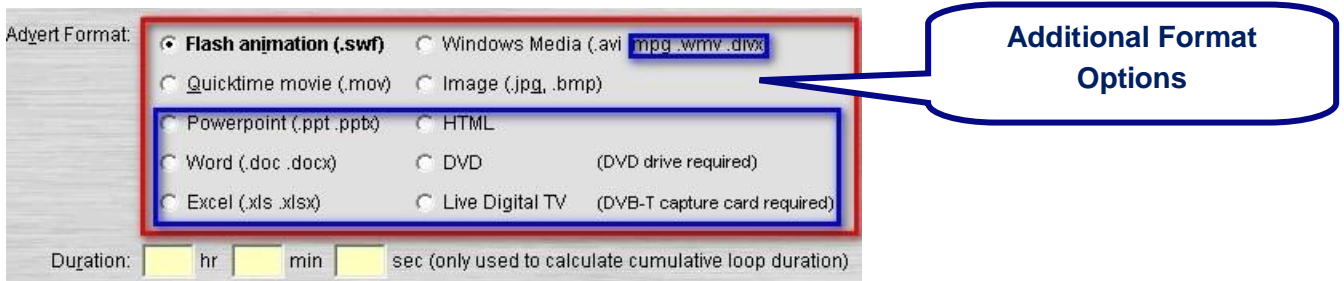 Advert Format:
Flash animation (.swf) Windows Media (.avi .mpg .wmv .divx
Quicktime movie (.mov) Image (.jpg, .bmp)
Powerpoint (.ppt .pptx) HTML
Word (.doc .docx) DVD (DVD drive required)
Excel (.xls .xlsx) Live Digital TV (DVB-T capture card required)
Duration: hr min sec (only used to calculate cumulative loop duration)
Additional Format
Options